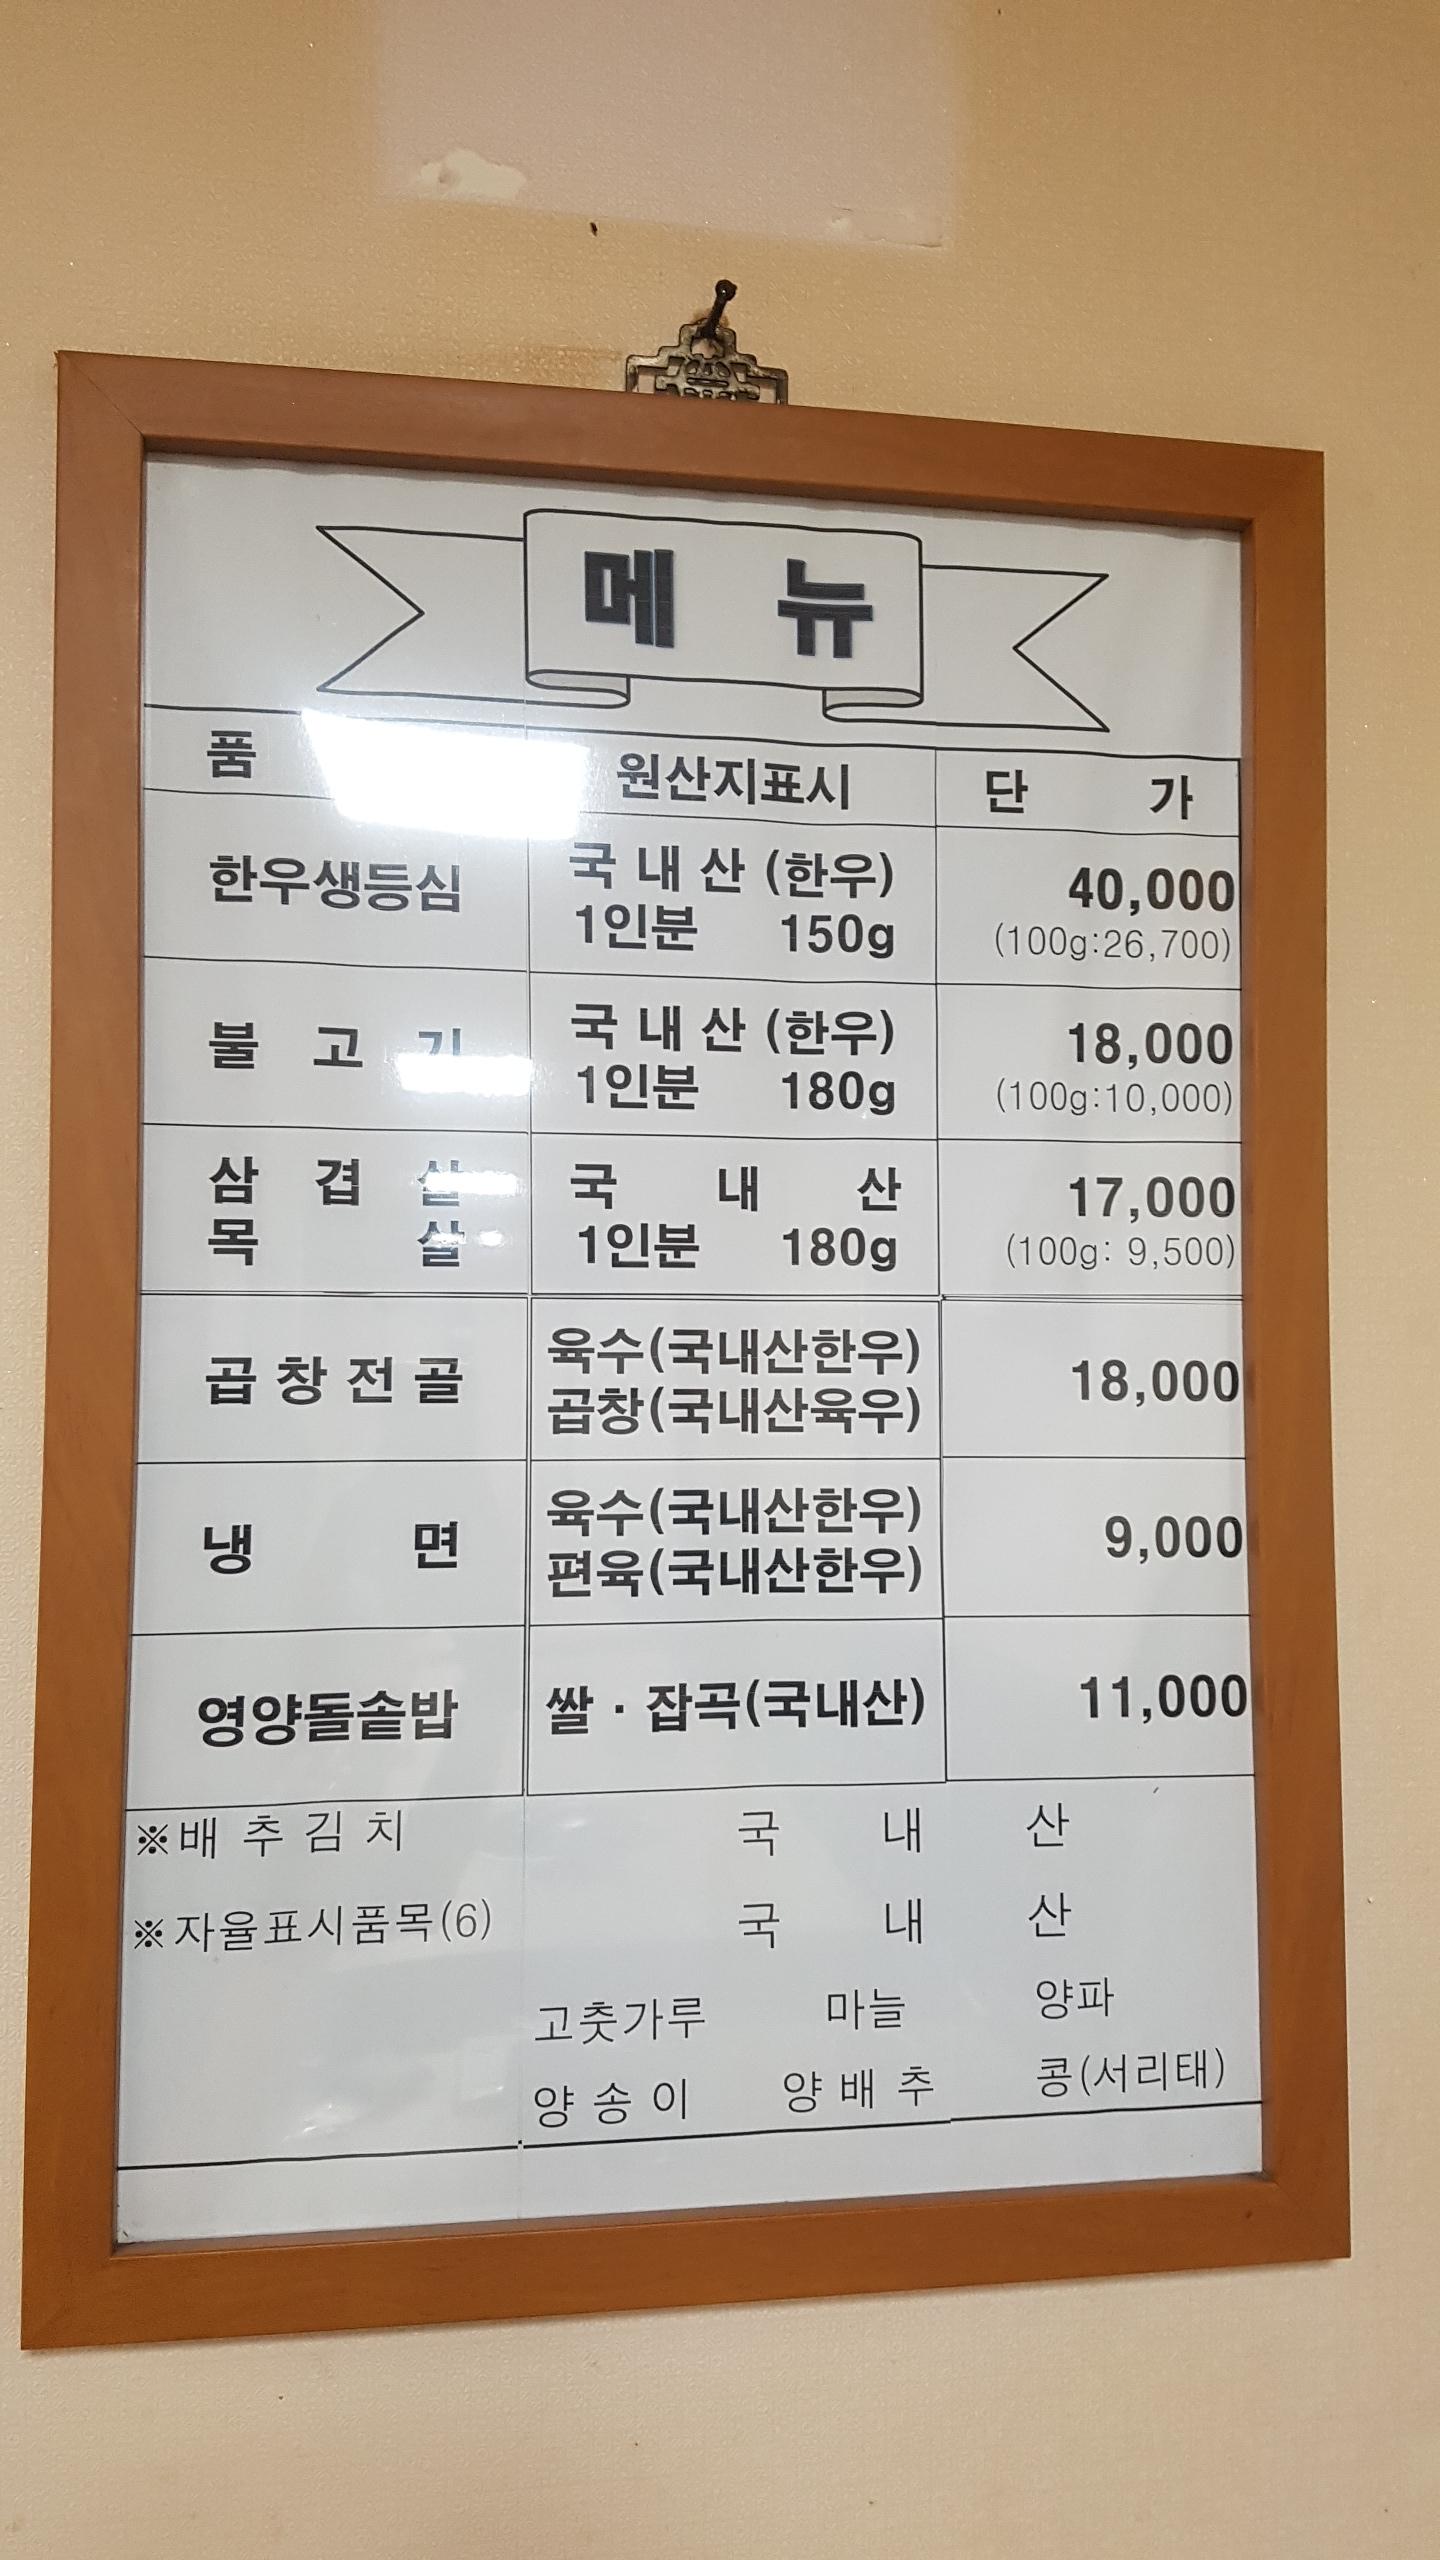 메 뉴
품 원산지표시 단 가
한우생등심 국 내 산 (한우) 40,000
1인분 150g (100g:26,700)
불 고 기 국 내 산 (한우) 18,000
1인분 180g (100g:10,000)
삼 겹 살 국 내 산 17,000
목 살 1인분 180g (100g: 9,500)
곱 창 전 골 육수(국내산한우) 18,000
곱창(국내산육우)
냉 면 육수(국내산한우) 9,000
편육(국내산한우)
영양돌솥밥 쌀 · 잡곡(국내산) 11,000
※배 추 김 치 국 내 산
※자율표시품목(6) 국 내 산
고춧가루 마늘 양파
양 송 이 양 배 추 콩(서리태)